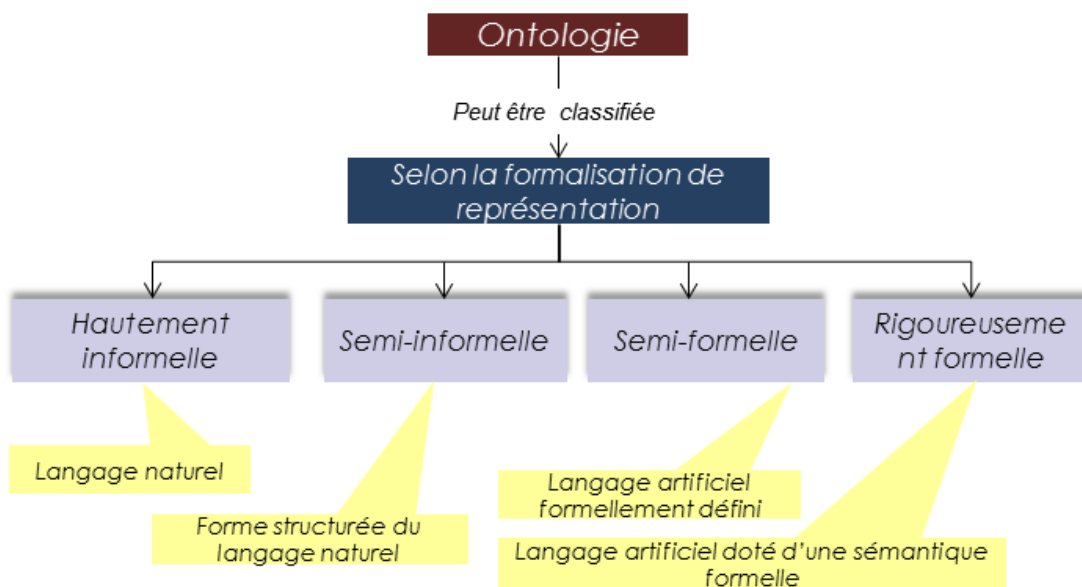 Ontologie
Peut être classifiée
Selon la formalisation de
représentation
Hautement
informelle
Semi-informelle
Semi-formelle
Rigoureuseme
nt formelle
Langage naturel
Forme structurée du
langage naturel
Langage artificiel
formellement défini
Langage artificiel doté d'une sémantique
formelle